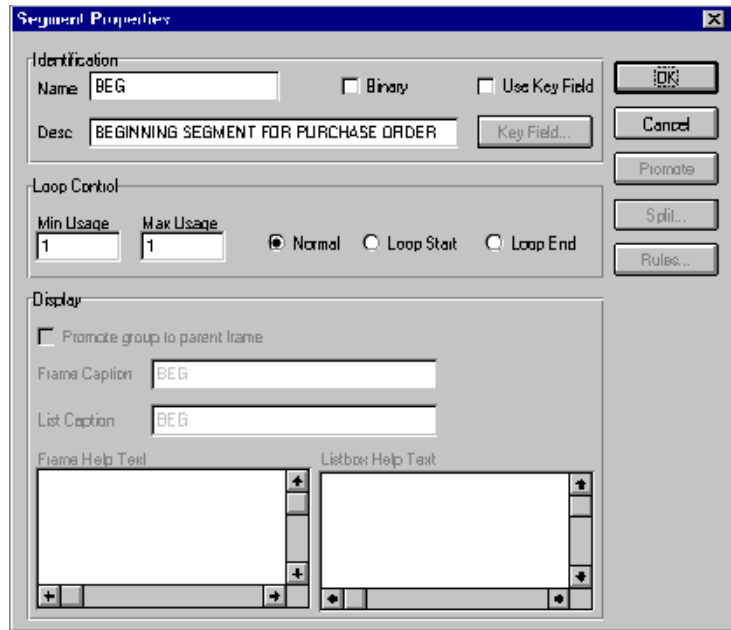 Segment Properties
Identification
Name BEG Binary Use Key Field
Desc BEGINNING SEGMENT FOR PURCHASE ORDER Key Field...
OK
Cancel
Promote
Split...
Rules...
Loop Control
Min Usage Max Usage
1 1 Normal Loop Start Loop End
Display
Promote group to parent frame
Frame Caption BEG
List Caption BEG
Frame Help Text Listbox Help Text